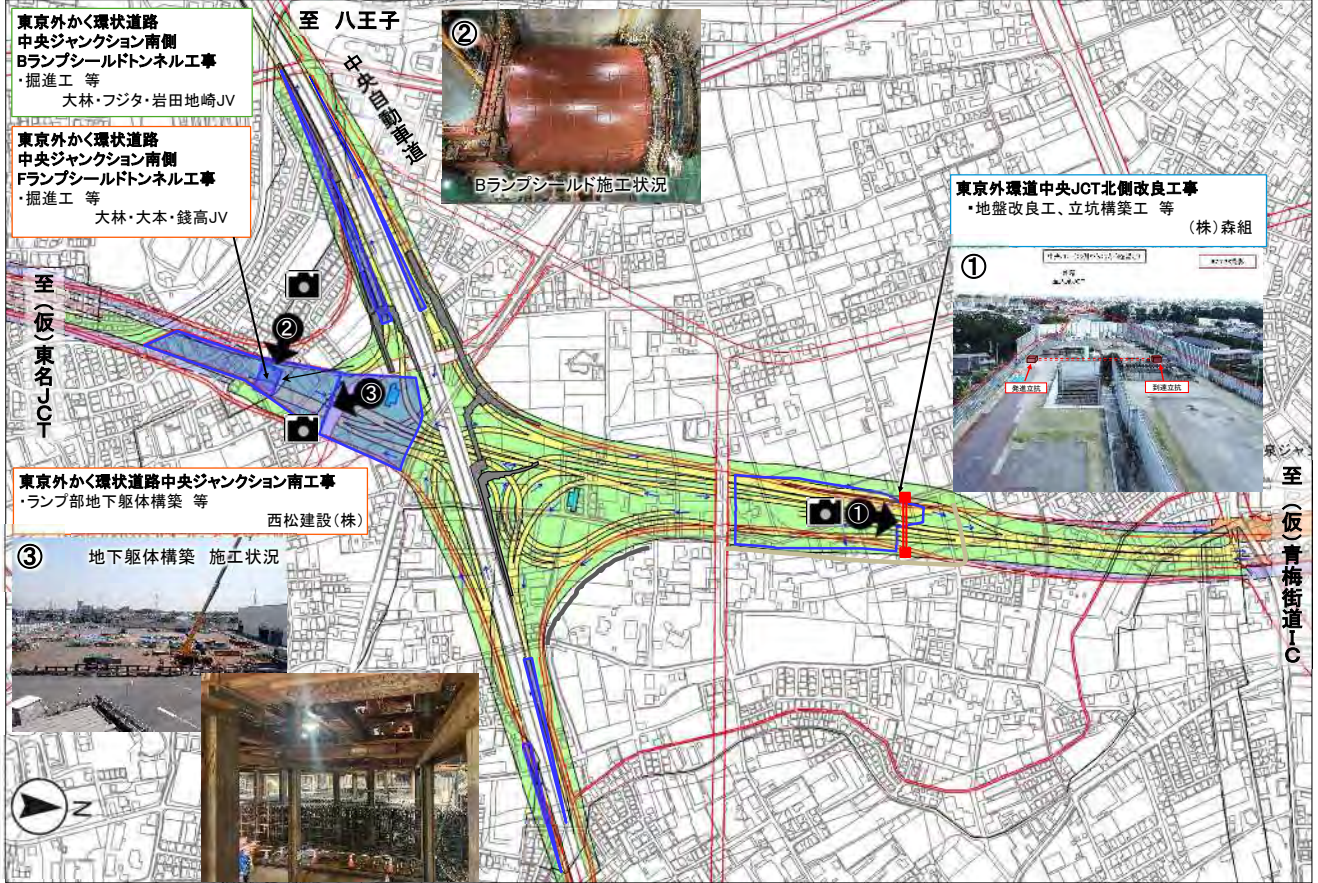 東京外かく環状道路
中央ジャンクション南側
Bランプシールドトンネル工事
・掘進工 等
大林・フジタ・岩田地崎JV
東京外かく環状道路
中央ジャンクション南側
Fランプシールドトンネル工事
・掘進工 等
大林・大本・錢高JV
至 八王子
中央自動車道
②
Bランプシールド施工状況
東京外環道中央JCT北側改良工事
・地盤改良工、立坑構築工 等
(株)森組
①
発進立坑
到達立坑
至(仮)東名JCT
②
③
①
至(仮)青梅街道IC
東京外かく環状道路中央ジャンクション南工事
・ランプ部地下躯体構築 等
西松建設(株)
③
地下躯体構築 施工状況
N